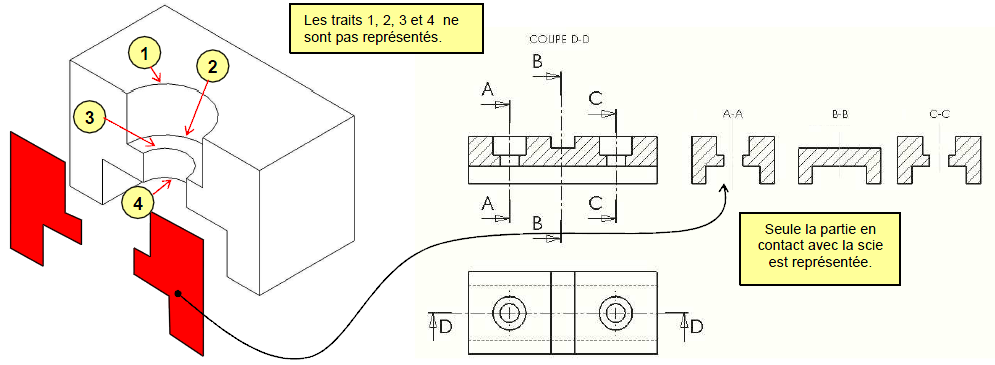 Les traits 1, 2, 3 et 4 ne
sont pas représentés.
1
2
3
4
COUPE D-D
B
A
C
A-A
B-B
C-C
A
C
B
Seule la partie en
contact avec la scie
est représentée.
D
D